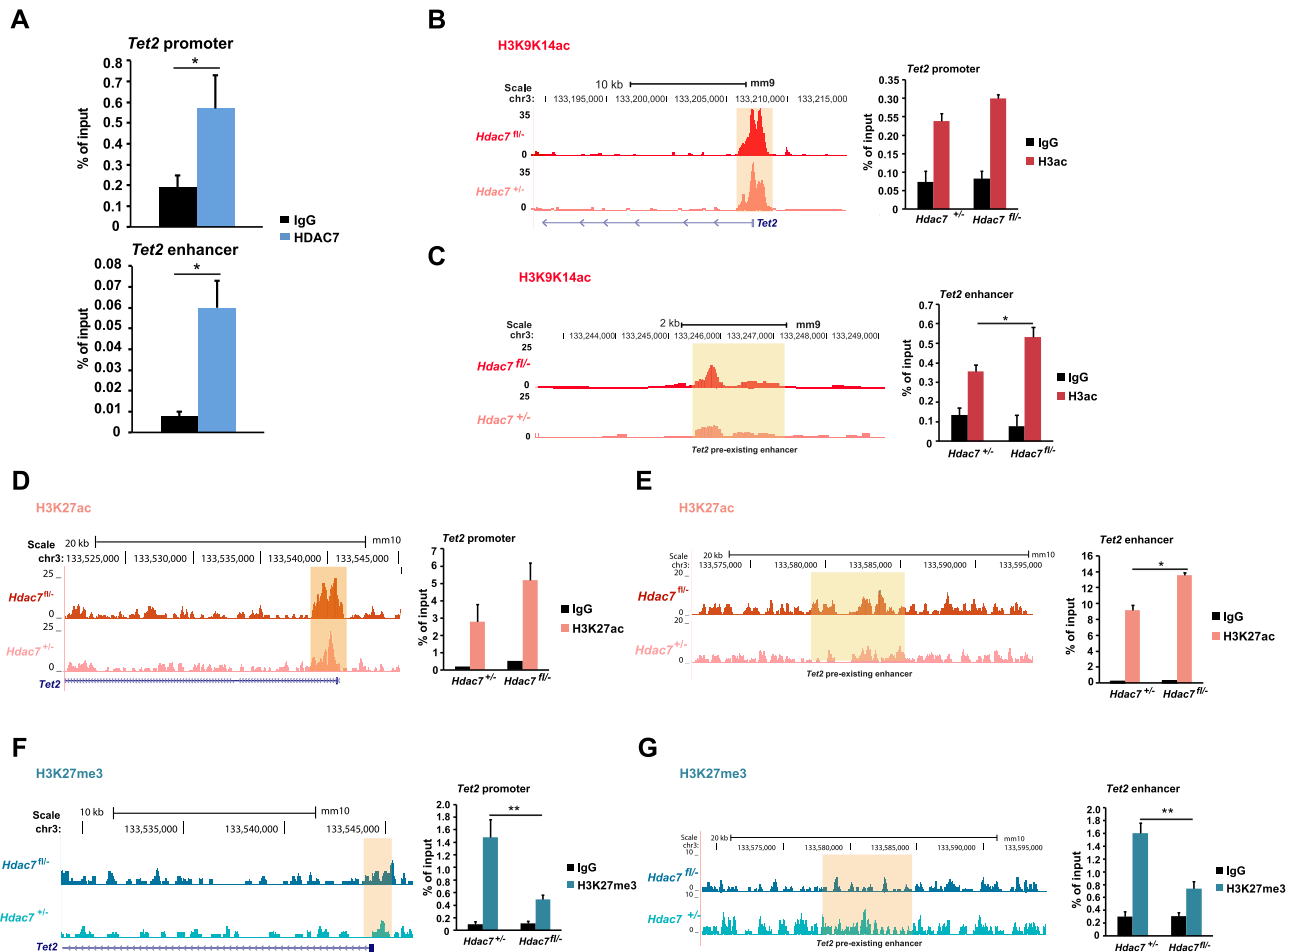 A
Tet2 promoter
0.8
0.7
0.6
0.5
0.4
0.3
0.2
0.1
0
% of input
*
IgG
HDAC7
Tet2 enhancer
0.08
0.07
0.06
0.05
0.04
0.03
0.02
0.01
0
% of input
*
B
H3K9K14ac
Scale 10 kb mm9
chr3: 133,195,000 133,200,000 133,205,000 133,210,000 133,215,000
35
Hdac7 fl/-
0
35
Hdac7 +/-
0
Tet2
Tet2 promoter
0.35
0.30
0.55
0.20
0.10
0.05
0
% of input
IgG
H3ac
Hdac7 +/- Hdac7 fl/-
C
H3K9K14ac
Scale 2 kb mm9
chr3: 133,244,000 133,245,000 133,246,000 133,247,000 133,248,000 133,249,000
25
Hdac7 fl/-
0
25
Hdac7 +/-
0
Tet2 pre-existing enhancer
Tet2 enhancer
0.7
0.6
0.5
0.4
0.3
0.2
0.1
0
% of input
*
IgG
H3ac
Hdac7 +/- Hdac7 fl/-
D
H3K27ac
Scale 20 kb mm10
chr3: 133,525,000 133,530,000 133,535,000 133,540,000 133,545,000
25
Hdac7 fl/-
0
25
Hdac7 +/-
0
Tet2
Tet2 promoter
6
5
4
3
2
1
0
% of input
IgG
H3K27ac
Hdac7 +/- Hdac7 fl/-
E
H3K27ac
Scale 20 kb mm10
chr3: 133,575,000 133,580,000 133,585,000 133,590,000 133,595,000
20
Hdac7 fl/-
0
20
Hdac7 +/-
0
Tet2 pre-existing enhancer
Tet2 enhancer
16
14
12
10
8
6
4
2
0
% of input
*
IgG
H3K27ac
Hdac7 +/- Hdac7 fl/-
F
H3K27me3
Scale 10 kb mm10
chr3: 133,535,000 133,540,000 133,545,000
Hdac7 fl/-
Hdac7 +/-
Tet2
Tet2 promoter
2.0
1.8
1.6
1.4
1.2
1.0
0.8
0.6
0.4
0.2
0
% of input
**
IgG
H3K27me3
Hdac7 +/- Hdac7 fl/-
G
H3K27me3
Scale 20 kb mm10
chr3: 133,575,000 133,580,000 133,585,000 133,590,000 133,595,000
10
Hdac7 fl/-
0
10
Hdac7 +/-
0
Tet2 pre-existing enhancer
Tet2 enhancer
2.0
1.8
1.6
1.4
1.2
1.0
0.8
0.6
0.4
0.2
0
% of input
**
IgG
H3K27me3
Hdac7 +/- Hdac7 fl/-